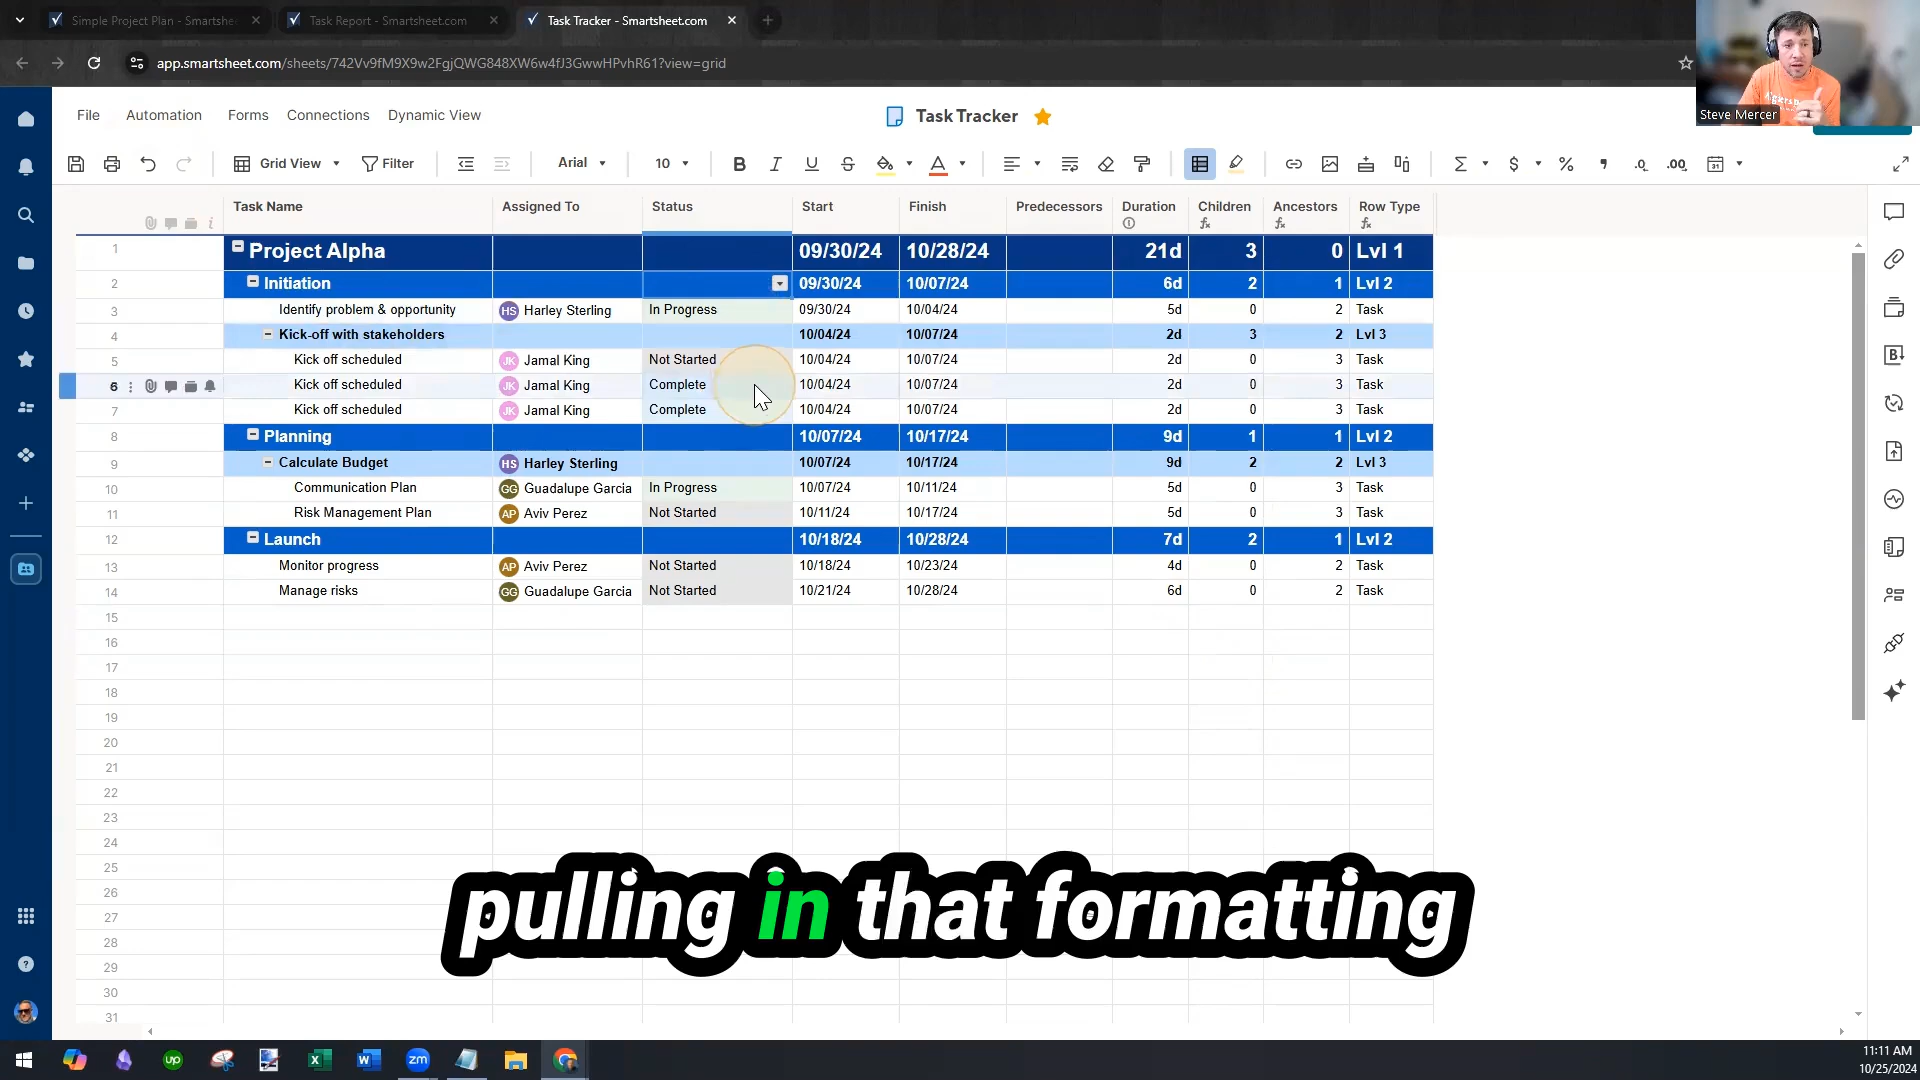 Simple Project Plan - Smartshe
Task Report - Smartsheet.com
Task Tracker - Smartsheet.com
app.smartsheet.com/sheets/742Vv9fM9X9w2FgjQWG848XW6w4fJ3GwwHPvhR61?view=grid
Steve Mercer
File Automation Forms Connections Dynamic View
Task Tracker
Grid View Filter Arial 10
Task Name Assigned To Status Start Finish Predecessors Duration Children Ancestors Row Type
1 Project Alpha 09/30/24 10/28/24 21d 3 0 Lvl 1
2 Initiation 09/30/24 10/07/24 6d 2 1 Lvl 2
3 Identify problem & opportunity HS Harley Sterling In Progress 09/30/24 10/04/24 5d 0 2 Task
4 Kick-off with stakeholders 10/04/24 10/07/24 2d 3 2 Lvl 3
5 Kick off scheduled JK Jamal King Not Started 10/04/24 10/07/24 2d 0 3 Task
6 Kick off scheduled JK Jamal King Complete 10/04/24 10/07/24 2d 0 3 Task
7 Kick off scheduled JK Jamal King Complete 10/04/24 10/07/24 2d 0 3 Task
8 Planning 10/07/24 10/17/24 9d 1 1 Lvl 2
9 Calculate Budget HS Harley Sterling 10/07/24 10/17/24 9d 2 2 Lvl 3
10 Communication Plan GG Guadalupe Garcia In Progress 10/07/24 10/11/24 5d 0 3 Task
11 Risk Management Plan AP Aviv Perez Not Started 10/11/24 10/17/24 5d 0 3 Task
12 Launch 10/18/24 10/28/24 7d 2 1 Lvl 2
13 Monitor progress AP Aviv Perez Not Started 10/18/24 10/23/24 4d 0 2 Task
14 Manage risks GG Guadalupe Garcia Not Started 10/21/24 10/28/24 6d 0 2 Task
15
16
17
18
19
20
21
22
23
24
25
26
27
28
29
30
31
pulling in that formatting
11:11 AM
10/25/2024